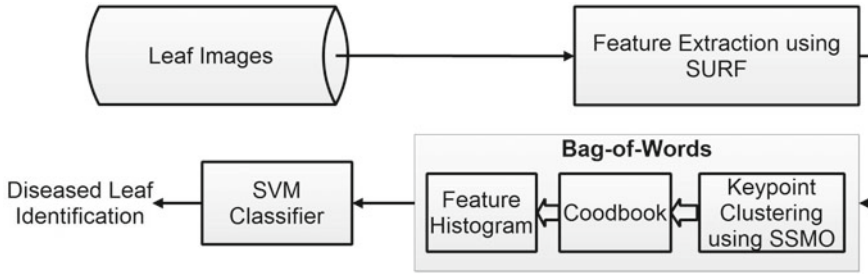 Leaf Images
Feature Extraction using
SURF
Bag-of-Words
Keypoint
Clustering
using SSMO
Coodbook
Feature
Histogram
SVM
Classifier
Diseased Leaf
Identification